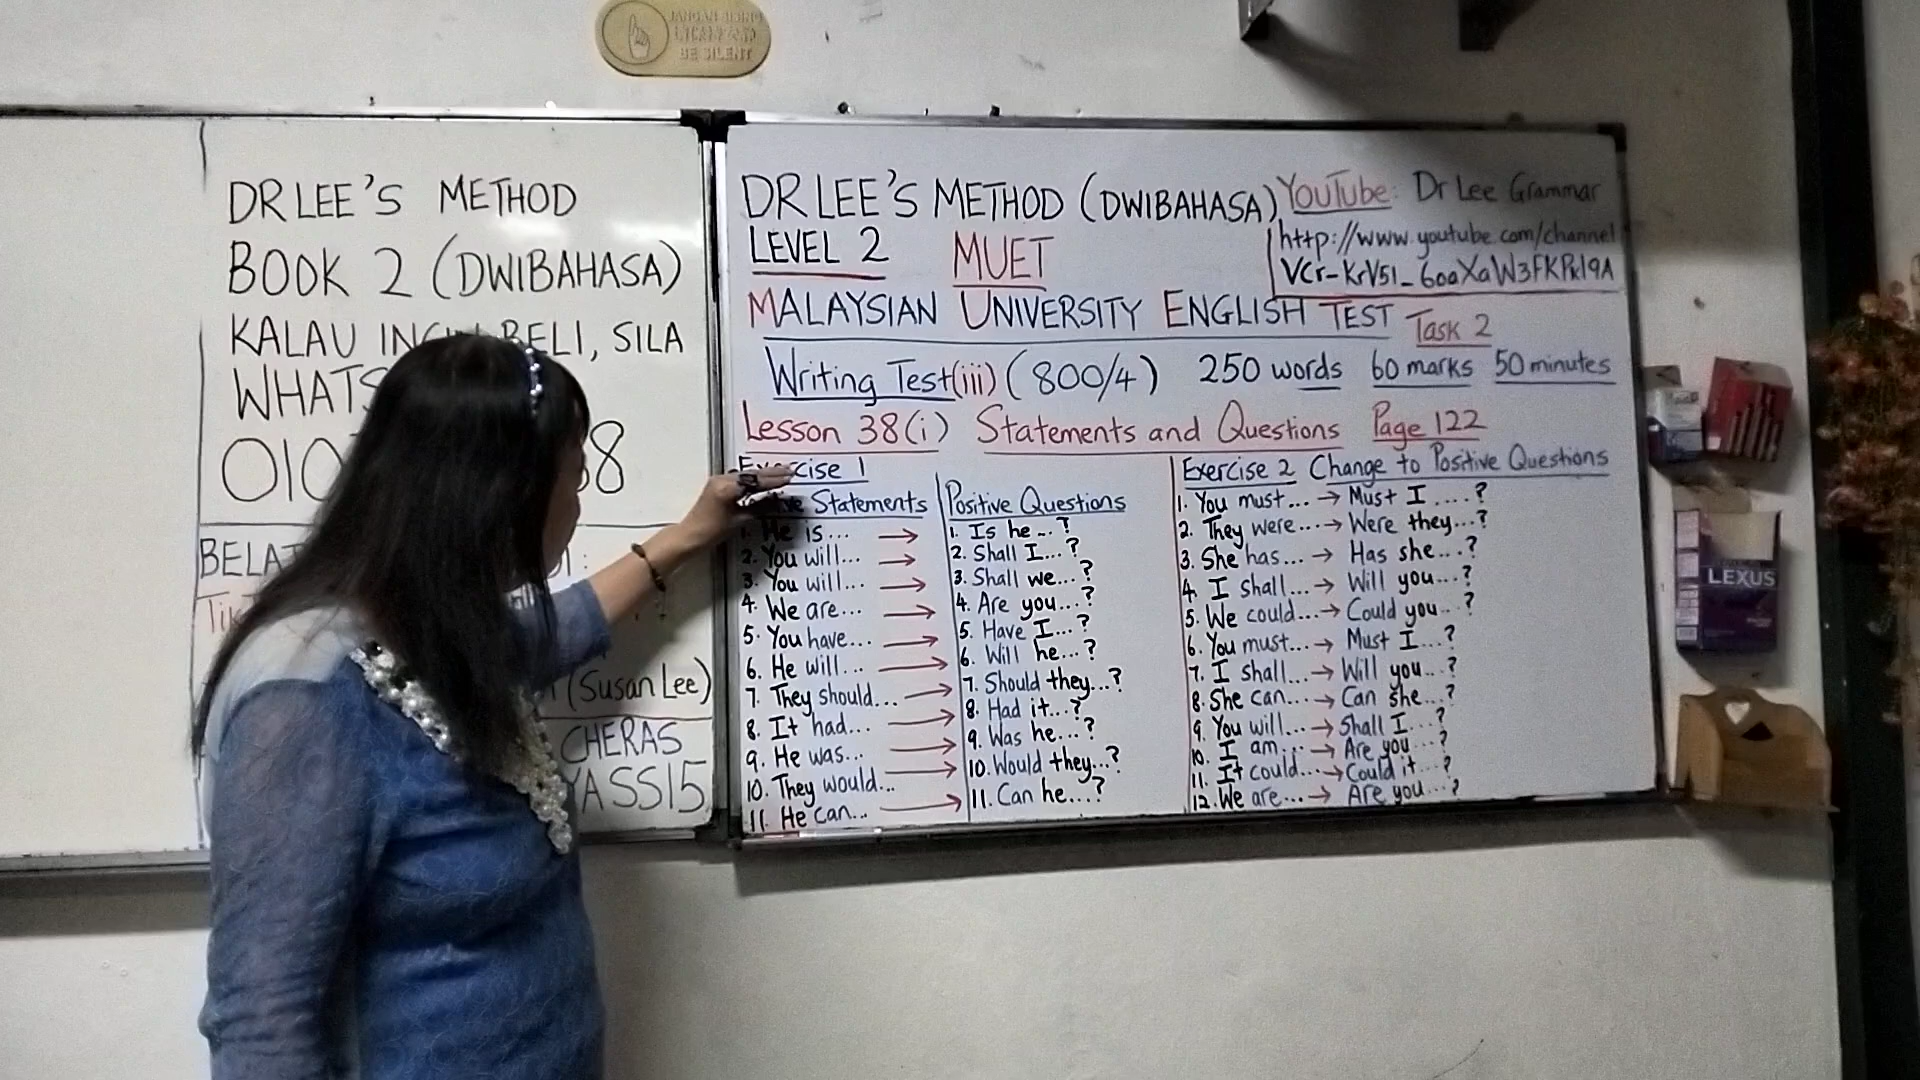 BE SILENT
DR LEE'S METHOD
BOOK 2 (DWIBAHASA)
KALAU BELI, SILA
WHATS
010 8
BELA
(Susan Lee)
CHERAS
YASS15
DR LEE'S METHOD (DWIBAHASA) YouTube: Dr Lee Grammar
LEVEL 2 MUET http://www.youtube.com/channel
VCr-KrV51_6oaXaW3FKPkl9A
MALAYSIAN UNIVERSITY ENGLISH TEST Task 2
Writing Test(iii) (800/4) 250 words 60 marks 50 minutes
Lesson 38(i) Statements and Questions Page 122
Exercise 1
Statements
1. He is...
2. You will...
3. You will...
4. We are...
5. You have...
6. He will...
7. They should...
8. It had...
9. He was...
10. They would...
11. He can...
Positive Questions
1. Is he...?
2. Shall I...?
3. Shall we...?
4. Are you...?
5. Have I...?
6. Will he...?
7. Should they...?
8. Had it...?
9. Was he...?
10. Would they...?
11. Can he...?
Exercise 2 Change to Positive Questions
1. You must... → Must I ....?
2. They were... → Were they...?
3. She has... → Has she...?
4. I shall... → Will you...?
5. We could... → Could you...?
6. You must... → Must I...?
7. I shall... → Will you...?
8. She can... → Can she...?
9. You will... → Shall I...?
10. I am... → Are you...?
11. It could... → Could it...?
12. We are... → Are you...?
LEXUS